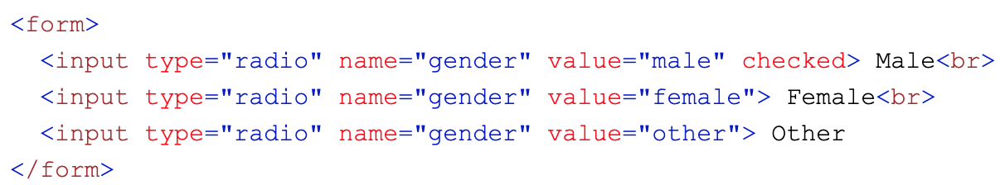 <form>
<input type="radio" name="gender" value="male" checked> Male<br>
<input type="radio" name="gender" value="female"> Female<br>
<input type="radio" name="gender" value="other"> Other
</form>